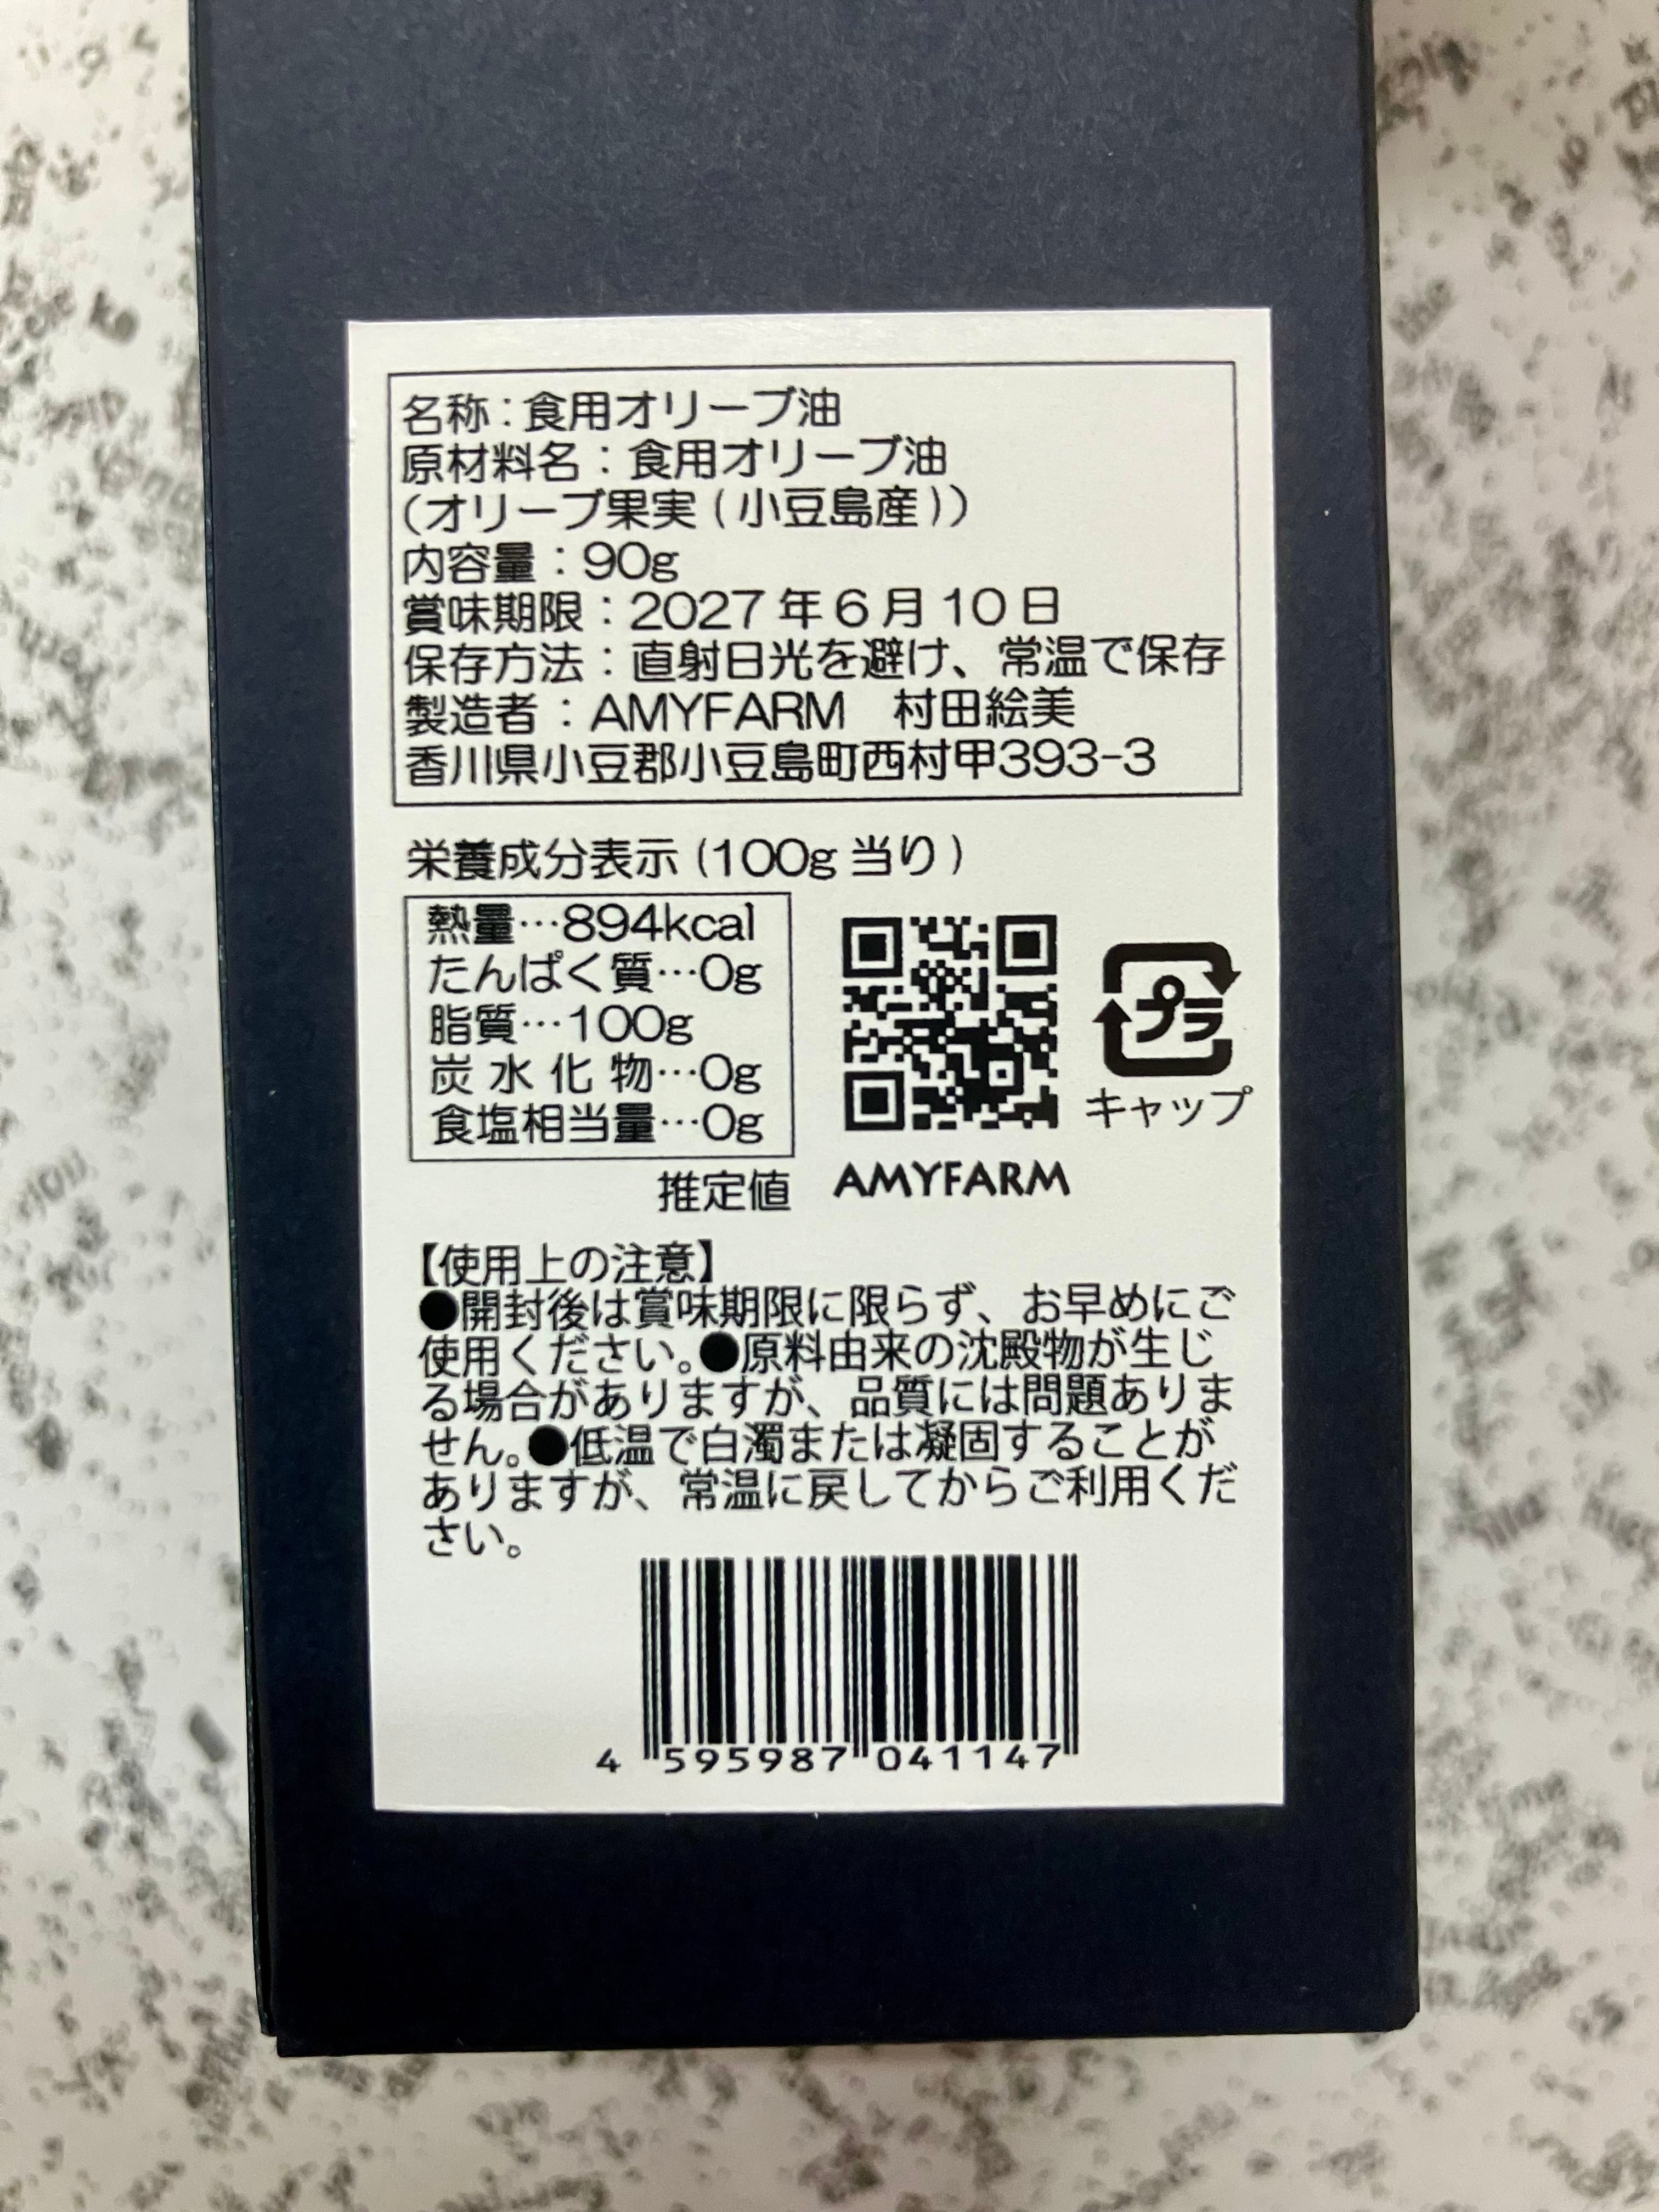 名称：食用オリーブ油
原材料名：食用オリーブ油
（オリーブ果実(小豆島産)）
内容量：90g
賞味期限：2027年6月10日
保存方法：直射日光を避け、常温で保存
製造者：AMYFARM　村田絵美
香川県小豆郡小豆島町西村甲393-3
栄養成分表示(100g当り)
熱量…894kcal
たんぱく質…0g
脂質…100g
炭水化物…0g
食塩相当量…0g
推定値
AMYFARM
プラ
キャップ
【使用上の注意】
●開封後は賞味期限に限らず、お早めにご
使用ください。●原料由来の沈殿物が生じ
る場合がありますが、品質には問題ありま
せん。●低温で白濁または凝固することが
ありますが、常温に戻してからご利用くだ
さい。
4 595987 041147